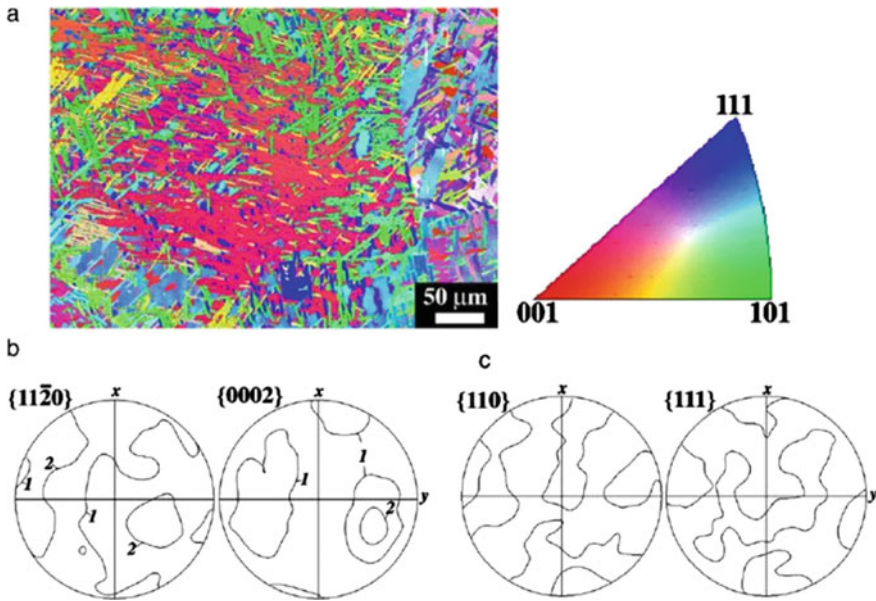 a
50 μm
111
001 101
b
{11$\bar{2}$0} x {0002} x
1 2 1 2 1 1 2 y
c
{110} x {111} x
y